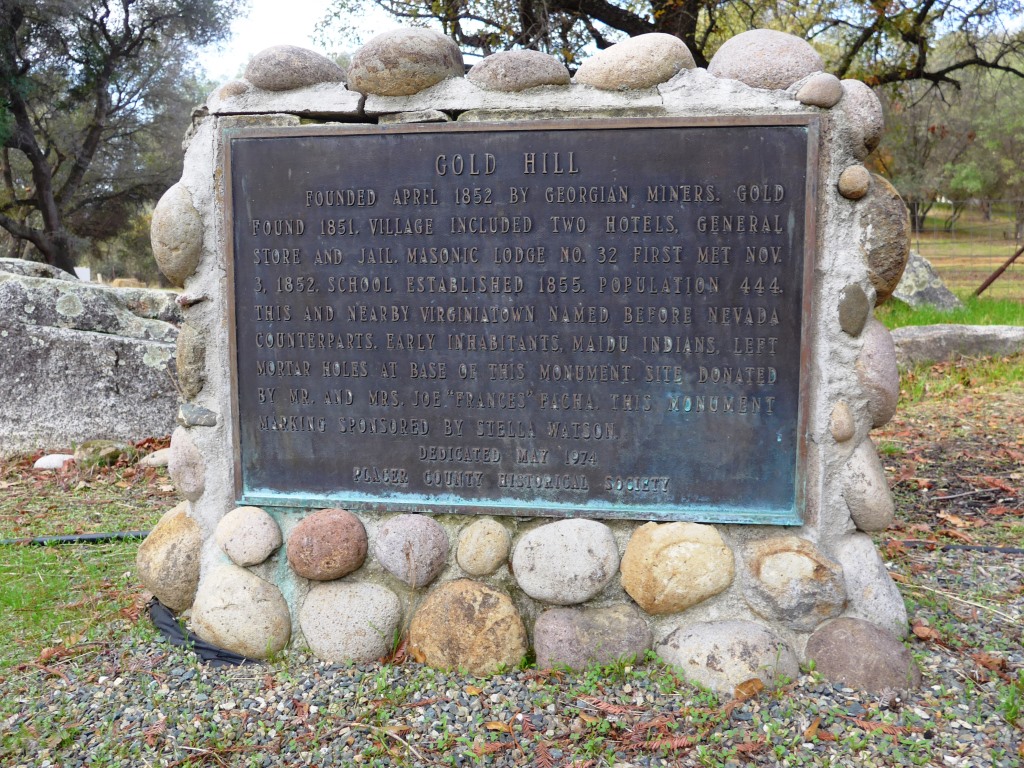 GOLD HILL
FOUNDED APRIL 1852 BY GEORGIAN MINERS. GOLD
FOUND 1851. VILLAGE INCLUDED TWO HOTELS, GENERAL
STORE AND JAIL. MASONIC LODGE NO. 32 FIRST MET NOV.
3, 1852. SCHOOL ESTABLISHED 1855. POPULATION 444.
THIS AND NEARBY VIRGINIATOWN NAMED BEFORE NEVADA
COUNTERPARTS. EARLY INHABITANTS, MAIDU INDIANS, LEFT
MORTAR HOLES AT BASE OF THIS MONUMENT. SITE DONATED
BY MR. AND MRS. JOE "FRANCES" PACHA. THIS MONUMENT
MARKING SPONSORED BY STELLA WATSON.
DEDICATED MAY 1974
PLACER COUNTY HISTORICAL SOCIETY